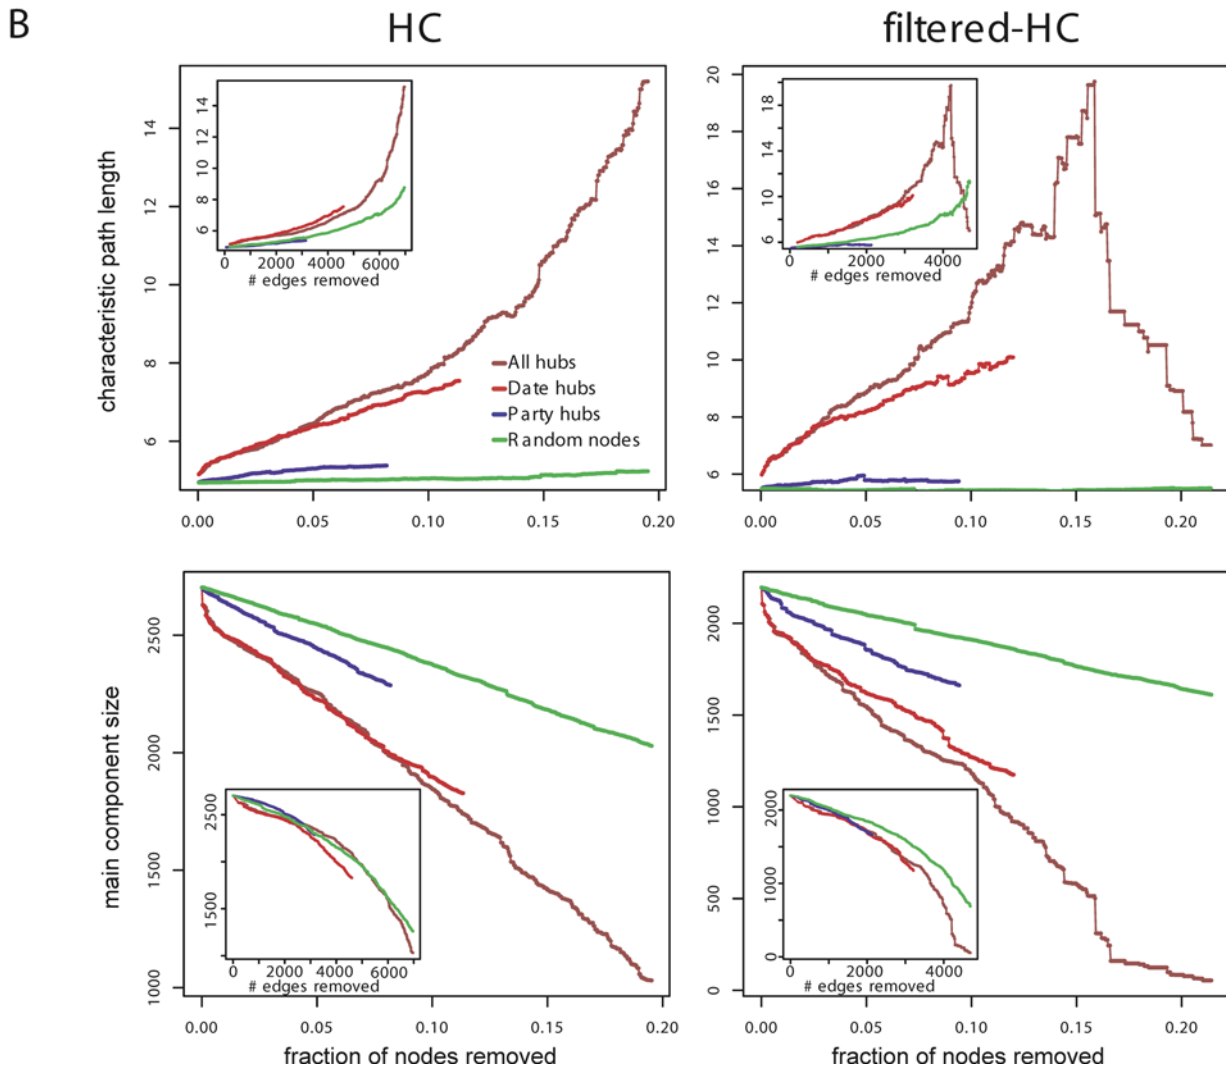 B
HC
filtered-HC
characteristic path length
14
12
10
8
6
14
12
10
8
6
0 2000 4000 6000
# edges removed
All hubs
Date hubs
Party hubs
Random nodes
0.00 0.05 0.10 0.15 0.20
20
18
16
14
12
10
8
6
18
14
10
6
0 2000 4000
# edges removed
0.00 0.05 0.10 0.15 0.20
main component size
2500
2000
1500
1000
2500
1500
0 2000 4000 6000
# edges removed
0.00 0.05 0.10 0.15 0.20
fraction of nodes removed
2000
1500
1000
500
0
2000
1000
0
0 2000 4000
# edges removed
0.00 0.05 0.10 0.15 0.20
fraction of nodes removed